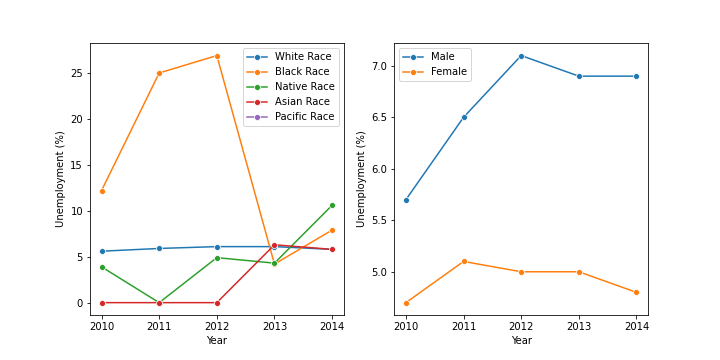 25
20
15
10
5
0
Unemployment (%)
White Race
Black Race
Native Race
Asian Race
Pacific Race
2010 2011 2012 2013 2014
Year
7.0
6.5
6.0
5.5
5.0
Unemployment (%)
Male
Female
2010 2011 2012 2013 2014
Year